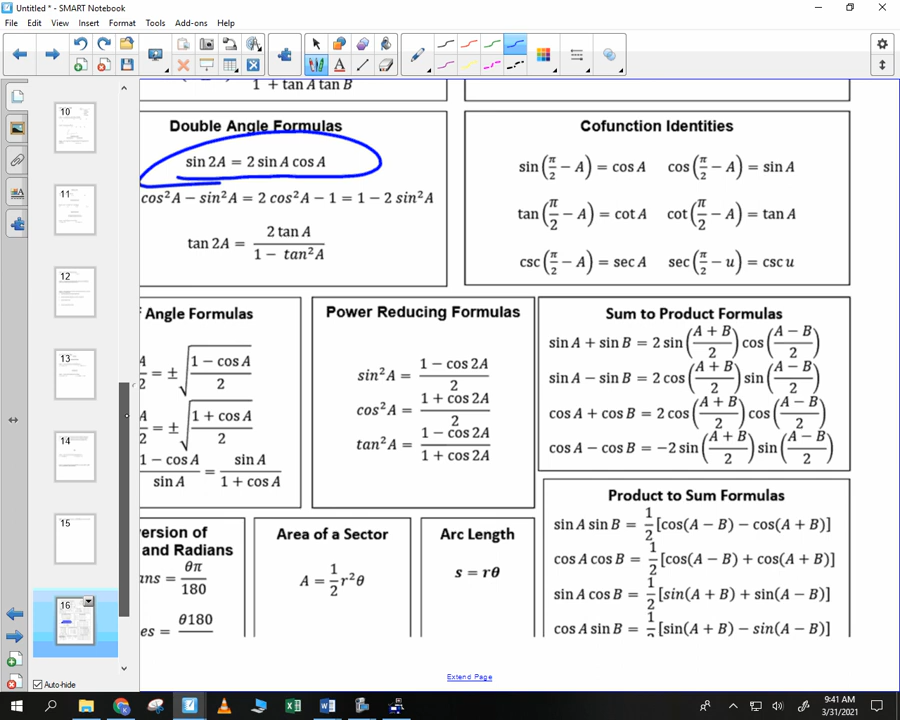 Untitled * - SMART Notebook
File Edit View Insert Format Tools Add-ons Help
10
11
12
13
14
15
16
Auto-hide
1 + tan A tan B
Double Angle Formulas
sin 2A = 2 sin A cos A
cos²A − sin²A = 2 cos²A − 1 = 1 − 2 sin²A
tan 2A = 2 tan A / 1 − tan²A
Cofunction Identities
sin(π/2 − A) = cos A cos(π/2 − A) = sin A
tan(π/2 − A) = cot A cot(π/2 − A) = tan A
csc(π/2 − A) = sec A sec(π/2 − u) = csc u
Angle Formulas
A/2 = ± √(1 − cos A / 2)
A/2 = ± √(1 + cos A / 2)
1 − cos A / sin A = sin A / 1 + cos A
Power Reducing Formulas
sin²A = 1 − cos 2A / 2
cos²A = 1 + cos 2A / 2
tan²A = 1 − cos 2A / 1 + cos 2A
Sum to Product Formulas
sin A + sin B = 2 sin(A + B / 2) cos(A − B / 2)
sin A − sin B = 2 cos(A + B / 2) sin(A − B / 2)
cos A + cos B = 2 cos(A + B / 2) cos(A − B / 2)
cos A − cos B = −2 sin(A + B / 2) sin(A − B / 2)
version of
and Radians
ans = θπ / 180
es = θ180
Area of a Sector
A = 1/2 r²θ
Arc Length
s = rθ
Product to Sum Formulas
sin A sin B = 1/2 [cos(A − B) − cos(A + B)]
cos A cos B = 1/2 [cos(A − B) + cos(A + B)]
sin A cos B = 1/2 [sin(A + B) + sin(A − B)]
cos A sin B = 1/2 [sin(A + B) − sin(A − B)]
Extend Page
9:41 AM
3/31/2021